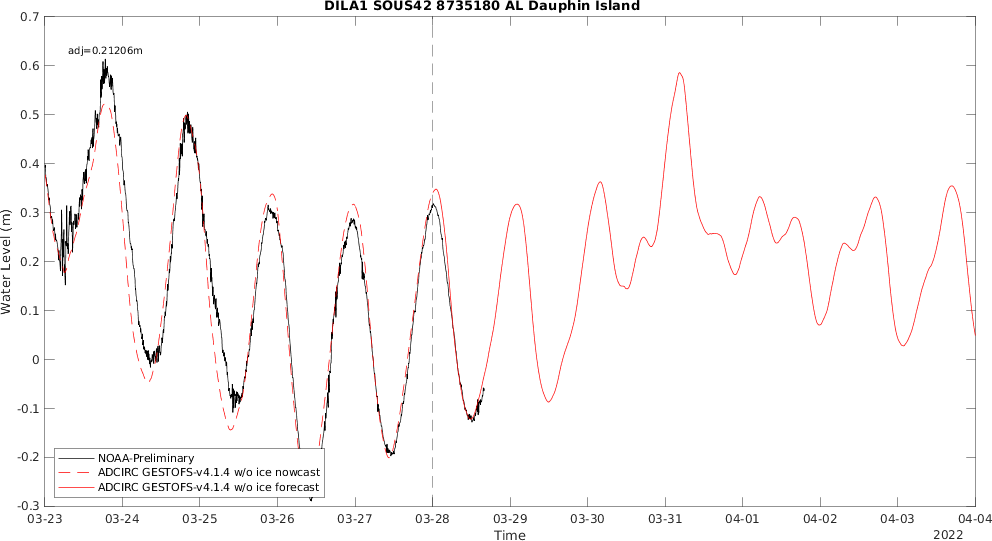 DILA1 SOUS42 8735180 AL Dauphin Island
0.7
0.6
0.5
0.4
0.3
0.2
0.1
0
-0.1
-0.2
-0.3
Water Level (m)
adj=0.21206m
NOAA-Preliminary
ADCIRC GESTOFS-v4.1.4 w/o ice nowcast
ADCIRC GESTOFS-v4.1.4 w/o ice forecast
03-23 03-24 03-25 03-26 03-27 03-28 03-29 03-30 03-31 04-01 04-02 04-03 04-04
Time
2022